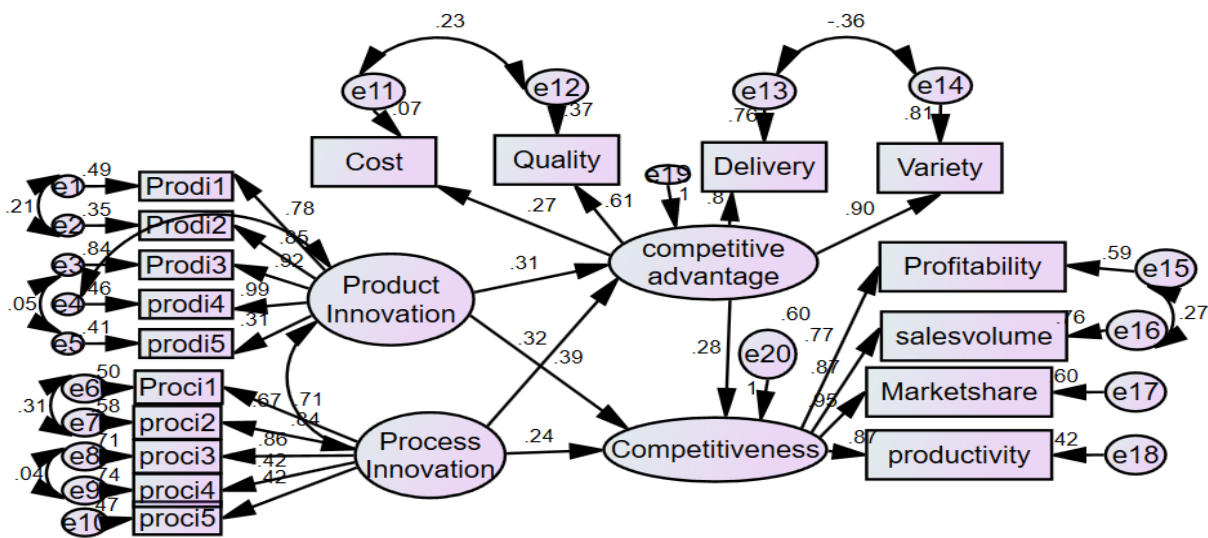 .23
-.36
e11
e12
e13
e14
.07
.37
.76
.81
Cost
Quality
Delivery
Variety
e19
1
.27
.61
.8
.90
e1
.49
Prodi1
.21
e2
.35
Prodi2
e3
.84
Prodi3
.05
e4
.46
prodi4
e5
.41
prodi5
.78
.85
.92
.99
.31
Product
Innovation
.31
competitive
advantage
.32
.39
.28
.60
e20
1
.77
.87
.95
.87
Profitability
.59
e15
salesvolume
.76
e16
.27
Marketshare
.60
e17
productivity
.42
e18
e6
.50
Proci1
.31
e7
.58
proci2
e8
.71
proci3
.04
e9
.74
proci4
e10
.47
proci5
.67
.71
.84
.86
.42
.42
Process
Innovation
.24
Competitiveness